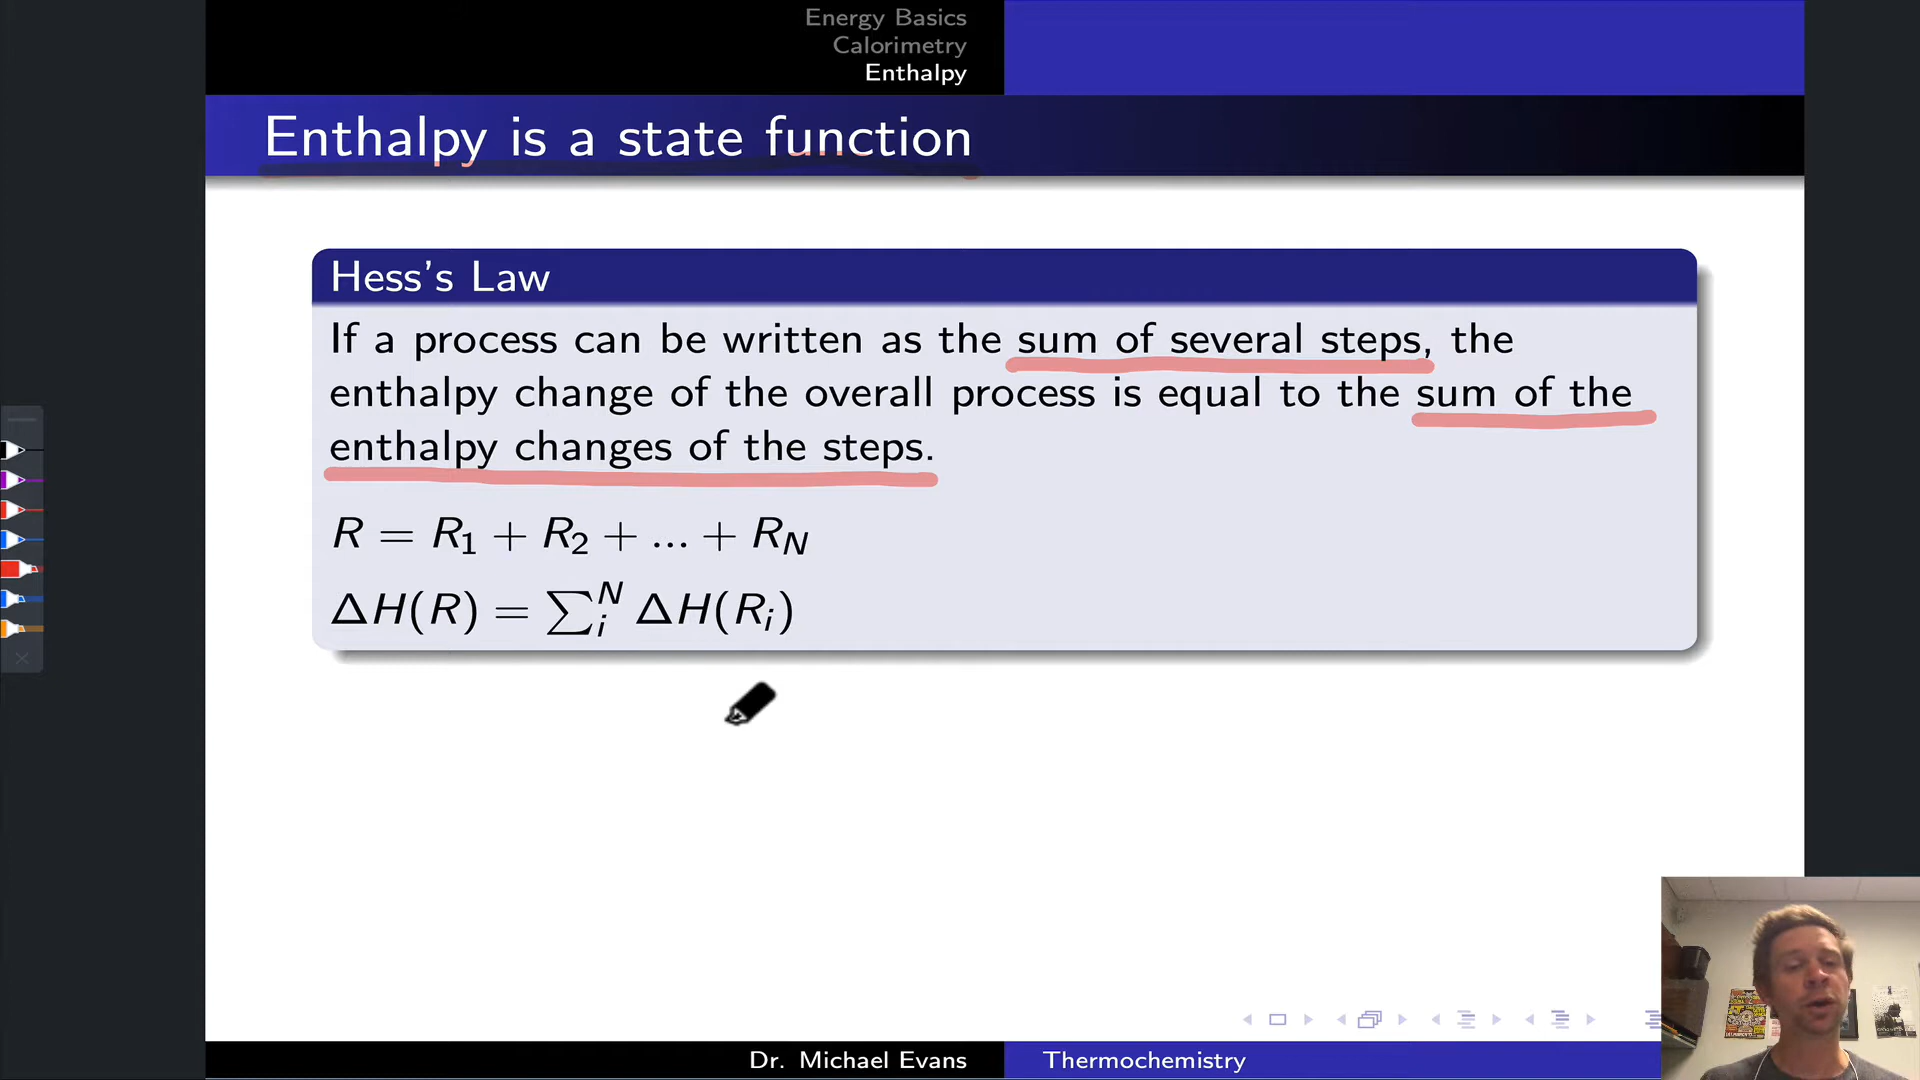 Energy Basics
Calorimetry
Enthalpy
Enthalpy is a state function
Hess's Law
If a process can be written as the sum of several steps, the
enthalpy change of the overall process is equal to the sum of the
enthalpy changes of the steps.
R = R₁ + R₂ + ... + R_N
ΔH(R) = ∑ᵢᴺ ΔH(Rᵢ)
Dr. Michael Evans
Thermochemistry